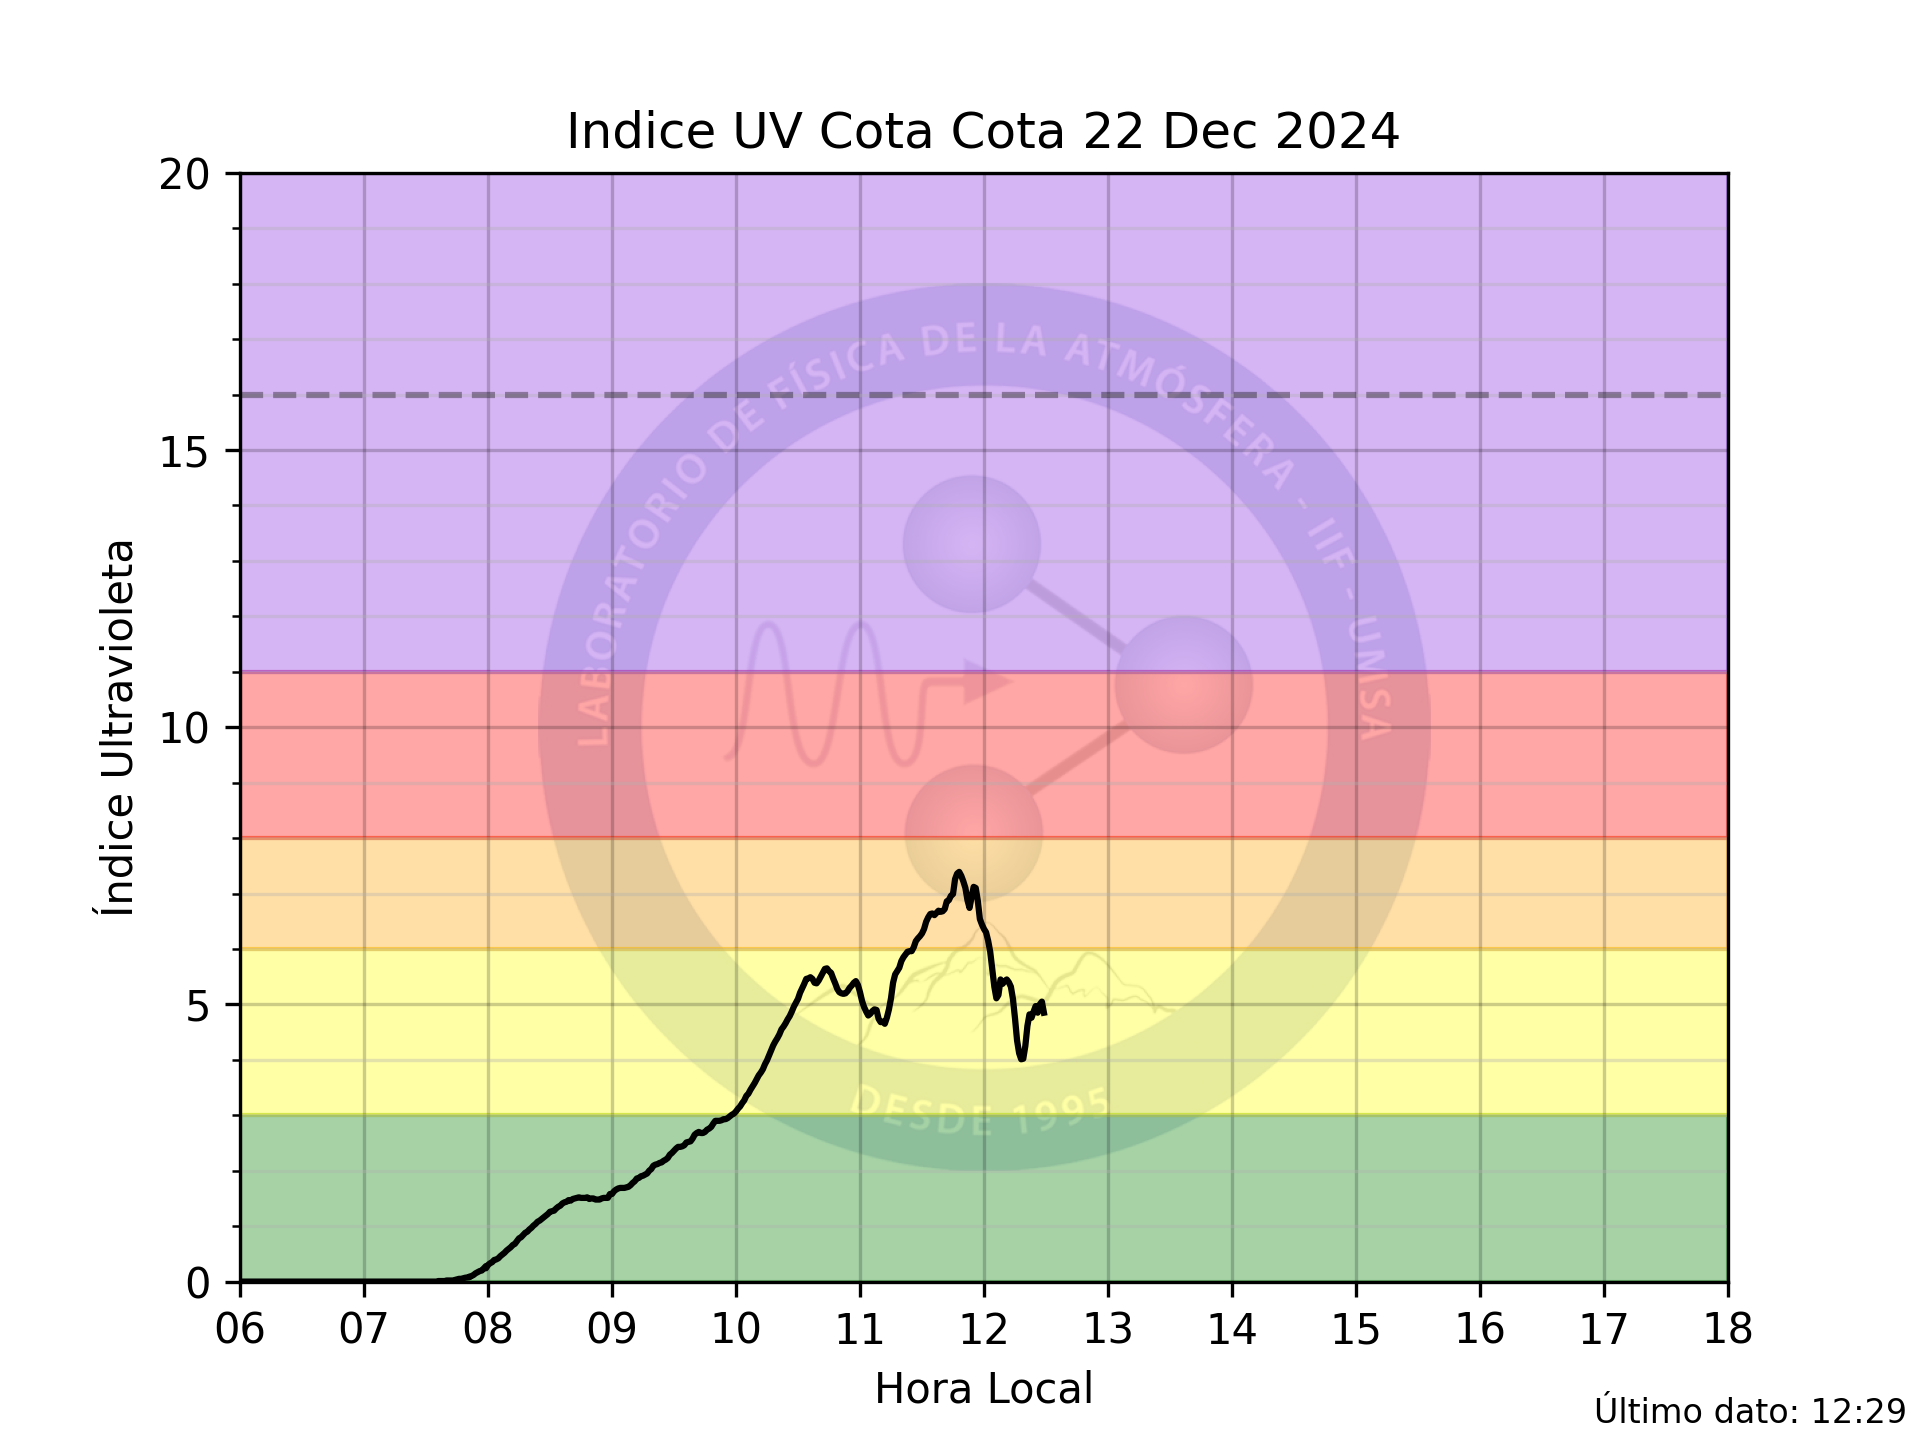 Indice UV Cota Cota 22 Dec 2024
20
15
10
5
0
Índice Ultravioleta
LABORATORIO DE FÍSICA DE LA ATMÓSFERA - IIF - UMSA
DESDE 1995
06 07 08 09 10 11 12 13 14 15 16 17 18
Hora Local
Último dato: 12:29